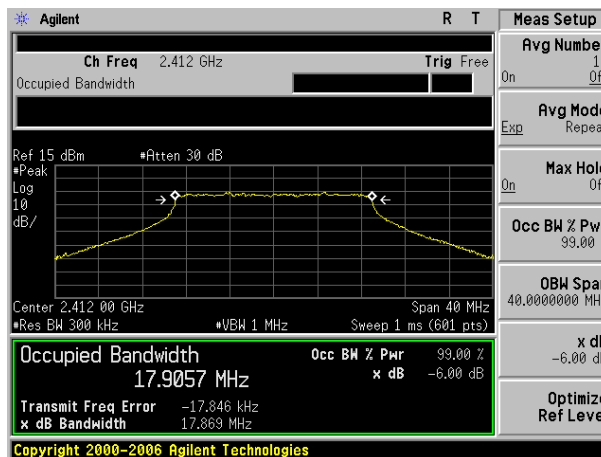 Agilent R T Meas Setup
Ch Freq 2.412 GHz Trig Free
Occupied Bandwidth
Ref 15 dBm #Atten 30 dB
#Peak
Log
10
dB/
Center 2.412 00 GHz Span 40 MHz
#Res BW 300 kHz #VBW 1 MHz Sweep 1 ms (601 pts)
Occupied Bandwidth Occ BW % Pwr 99.00 %
17.9057 MHz x dB -6.00 dB
Transmit Freq Error -17.846 kHz
x dB Bandwidth 17.869 MHz
Copyright 2000-2006 Agilent Technologies
Avg Numbe
1
On Of
Avg Mod
Exp Repea
Max Hol
On Of
Occ BW % Pw
99.00
OBW Spa
40.0000000 MH
x d
-6.00 d
Optimiz
Ref Leve